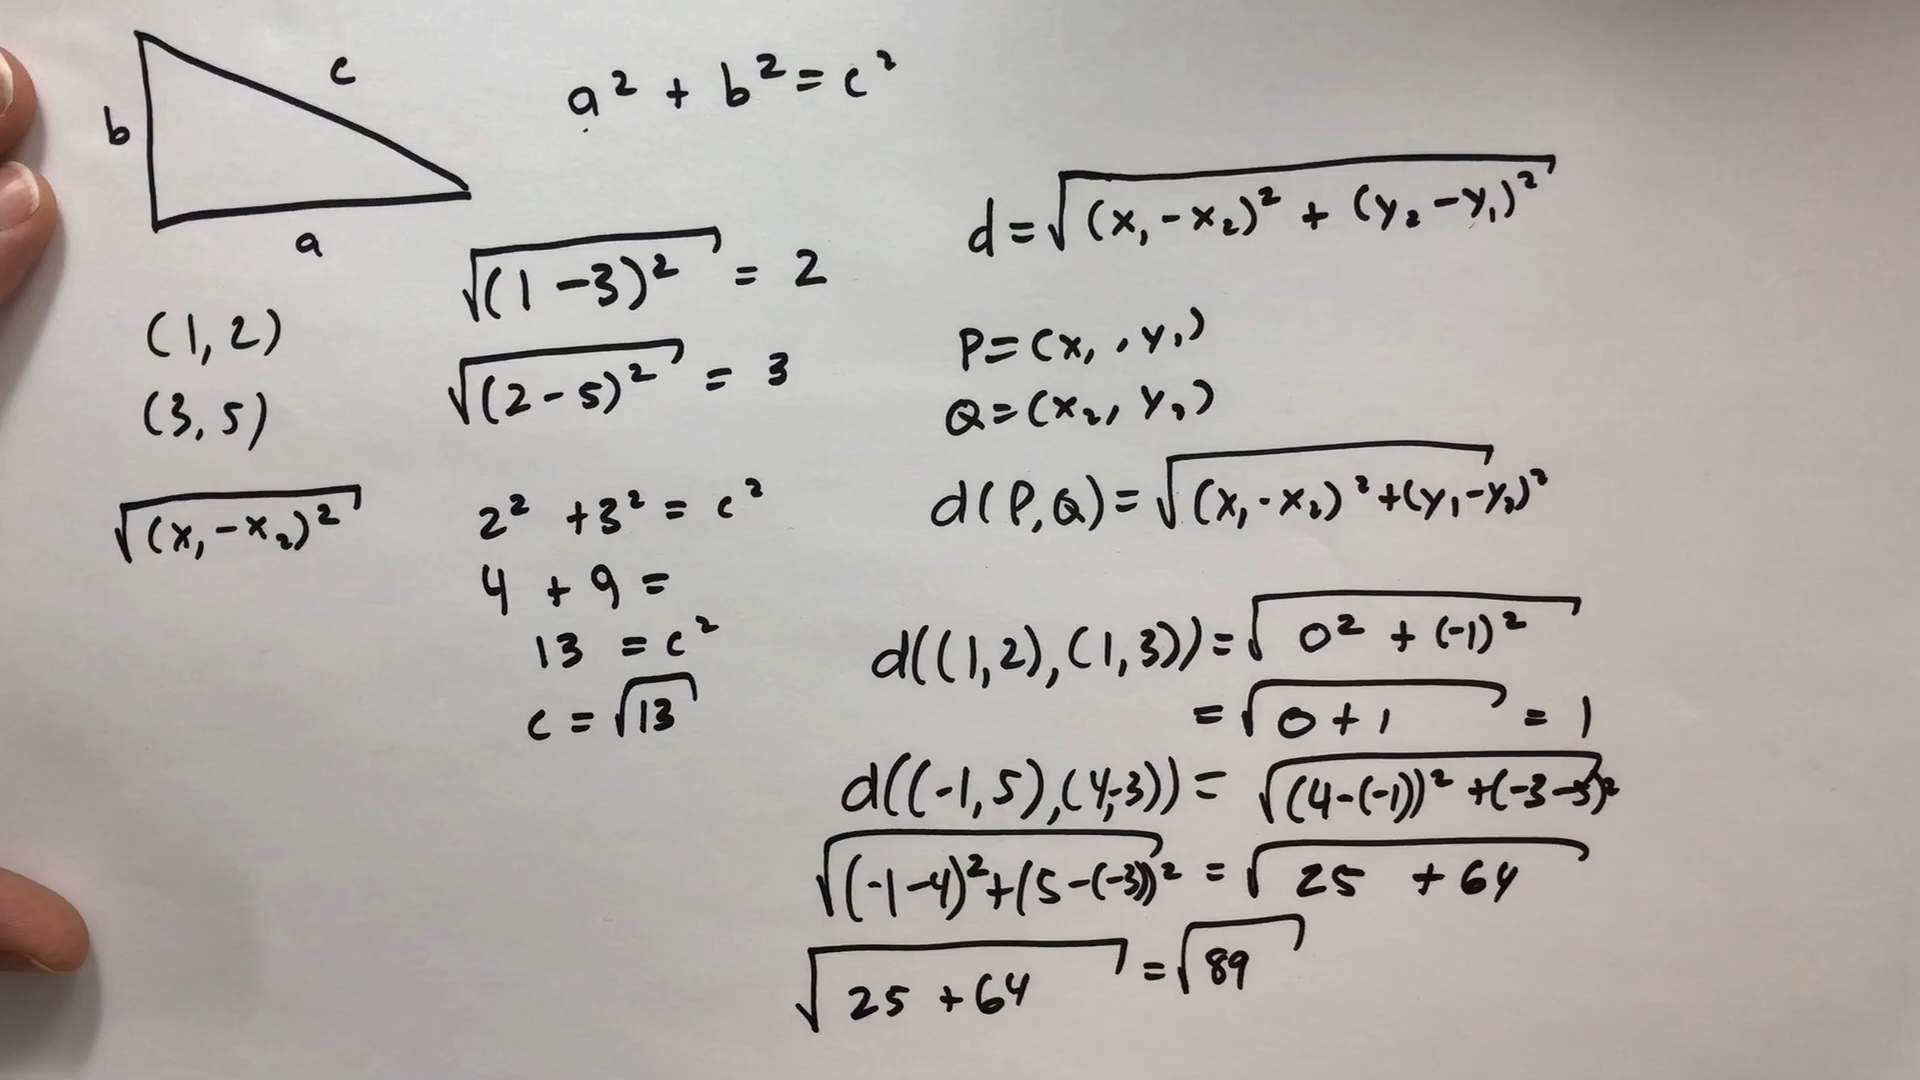 c
b
a
a² + b² = c²
(1, 2)
(3, 5)
√(x₁ - x₂)²
√(1 - 3)² = 2
√(2 - 5)² = 3
2² + 3² = c²
4 + 9 =
13 = c²
c = √13
d = √(x₁ - x₂)² + (y₂ - y₁)²
P = (x₁, y₁)
Q = (x₂, y₂)
d(P, Q) = √(x₁ - x₂)² + (y₁ - y₂)²
d((1, 2), (1, 3)) = √0² + (-1)²
= √0 + 1 = 1
d((-1, 5), (4, -3)) = √(4 - (-1))² + (-3 - 5)²
√(-1 - 4)² + (5 - (-3))² = √25 + 64
√25 + 64 = √89